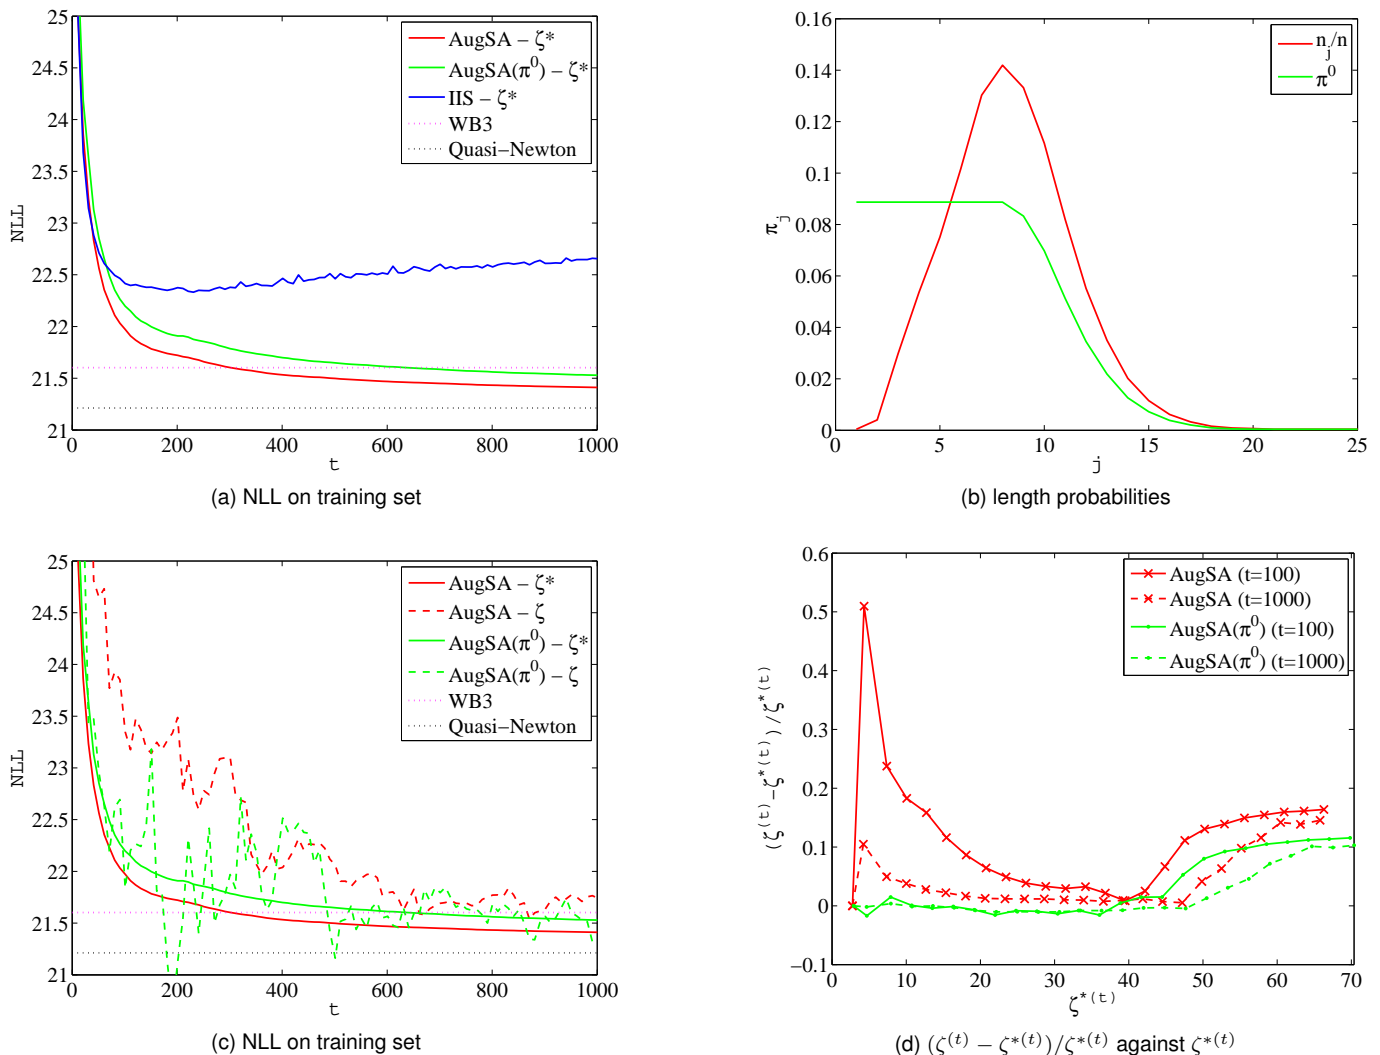 25
24.5
24
23.5
23
22.5
22
21.5
21
NLL
0 200 400 600 800 1000
t
AugSA – ζ*
AugSA(π⁰) – ζ*
IIS – ζ*
WB3
Quasi–Newton
(a) NLL on training set
0.16
0.14
0.12
0.1
0.08
0.06
0.04
0.02
0
π_j
5 10 15 20 25
j
n_j/n
π⁰
(b) length probabilities
25
24.5
24
23.5
23
22.5
22
21.5
21
NLL
0 200 400 600 800 1000
t
AugSA – ζ*
AugSA – ζ
AugSA(π⁰) – ζ*
AugSA(π⁰) – ζ
WB3
Quasi–Newton
(c) NLL on training set
0.6
0.5
0.4
0.3
0.2
0.1
0
−0.1
(ζ^(t) –ζ*^(t)) / ζ*^(t)
0 10 20 30 40 50 60 70
ζ*^(t)
AugSA (t=100)
AugSA (t=1000)
AugSA(π⁰) (t=100)
AugSA(π⁰) (t=1000)
(d) (ζ^(t) − ζ*^(t))/ζ*^(t) against ζ*^(t)